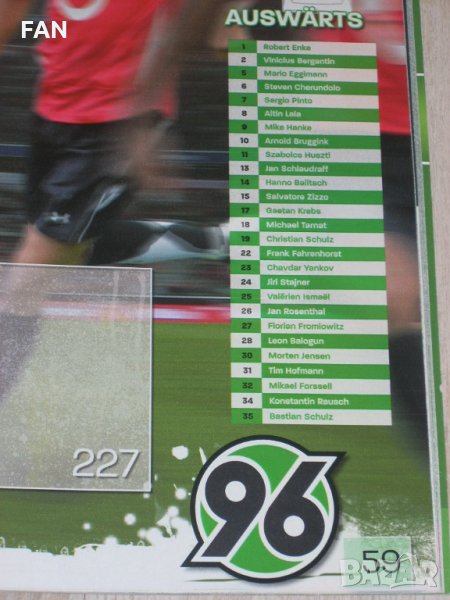 FAN
AUSWÄRTS
1 Robert Enke
2 Vinicius Bergantin
5 Mario Eggimann
6 Steven Cherundolo
7 Sergio Pinto
8 Altin Lala
9 Mike Hanke
10 Arnold Bruggink
11 Szabolcs Huszti
13 Jan Schlaudraff
14 Hanno Balitsch
15 Salvatore Zizzo
17 Gaetan Krebs
18 Michael Tarnat
19 Christian Schulz
22 Frank Fahrenhorst
23 Chavdar Yankov
24 Jiri Stajner
25 Valérien Ismaël
26 Jan Rosenthal
27 Florian Fromlowitz
28 Leon Balogun
30 Morten Jensen
31 Tim Hofmann
32 Mikael Forssell
34 Konstantin Rausch
35 Bastian Schulz
227
96
59
BAZAR